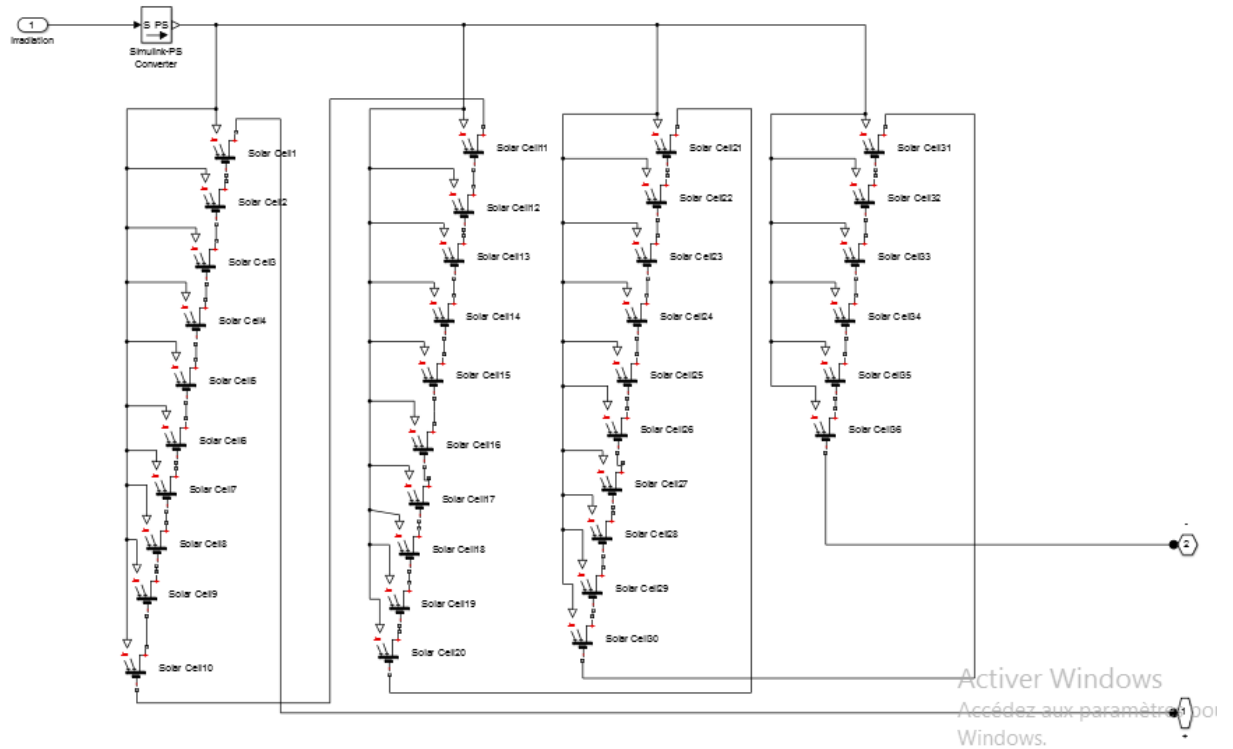 1
Irradiation
S PS
Simulink-PS
Converter
Solar Cell1
Solar Cell2
Solar Cell3
Solar Cell4
Solar Cell5
Solar Cell6
Solar Cell7
Solar Cell8
Solar Cell9
Solar Cell10
Solar Cell11
Solar Cell12
Solar Cell13
Solar Cell14
Solar Cell15
Solar Cell16
Solar Cell17
Solar Cell18
Solar Cell19
Solar Cell20
Solar Cell21
Solar Cell22
Solar Cell23
Solar Cell24
Solar Cell25
Solar Cell26
Solar Cell27
Solar Cell28
Solar Cell29
Solar Cell30
Solar Cell31
Solar Cell32
Solar Cell33
Solar Cell34
Solar Cell35
Solar Cell36
-
2
1
+
Activer Windows
Accédez aux paramètres pou
Windows.